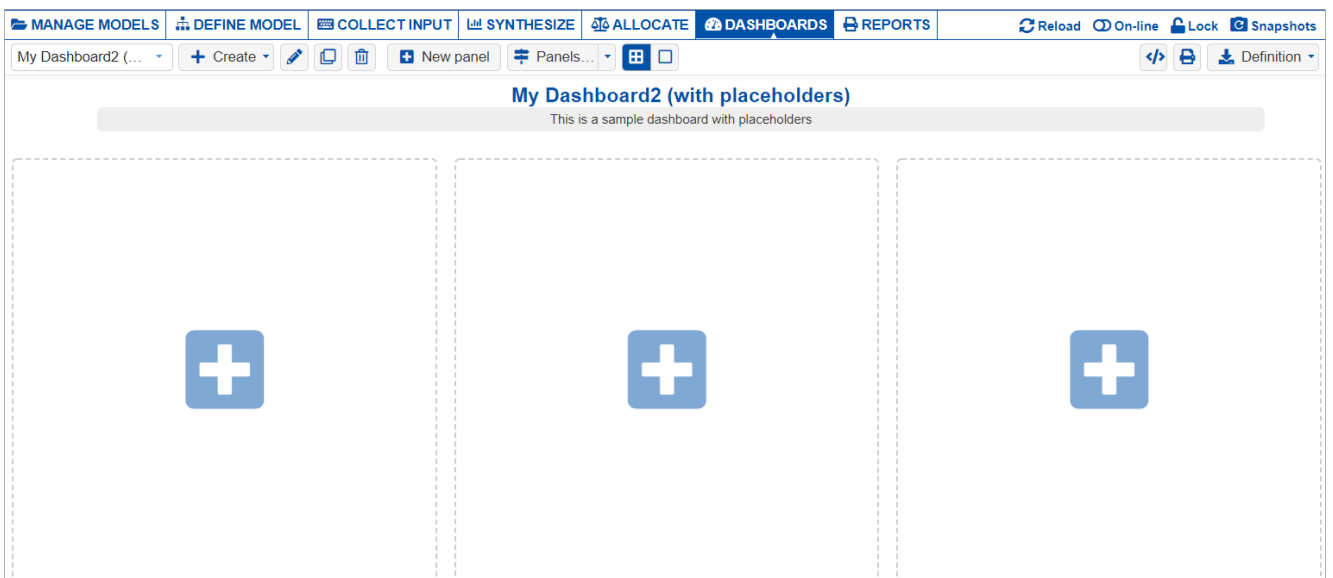 MANAGE MODELS DEFINE MODEL COLLECT INPUT SYNTHESIZE ALLOCATE DASHBOARDS REPORTS Reload On-line Lock Snapshots
My Dashboard2 (... Create New panel Panels... Definition
My Dashboard2 (with placeholders)
This is a sample dashboard with placeholders